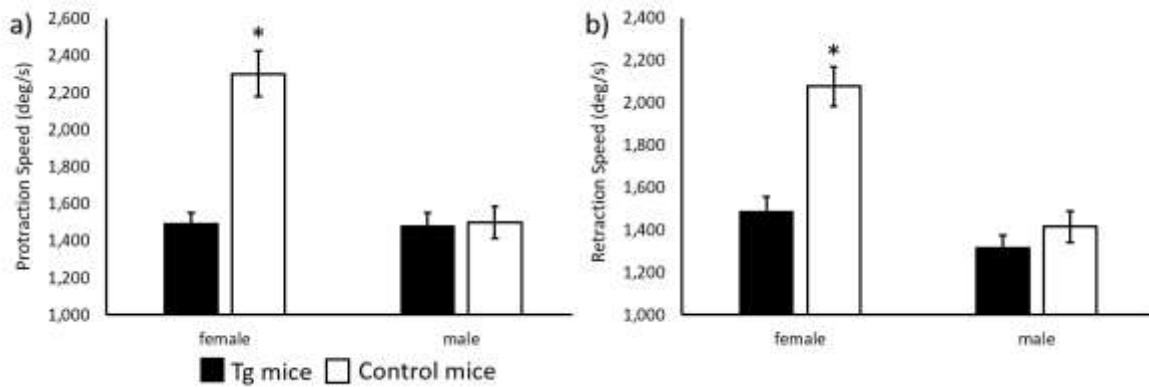 a)
Protraction Speed (deg/s)
2,600
2,400
2,200
2,000
1,800
1,600
1,400
1,200
1,000
*
female
male
b)
Retraction Speed (deg/s)
2,400
2,200
2,000
1,800
1,600
1,400
1,200
1,000
*
female
male
Tg mice
Control mice